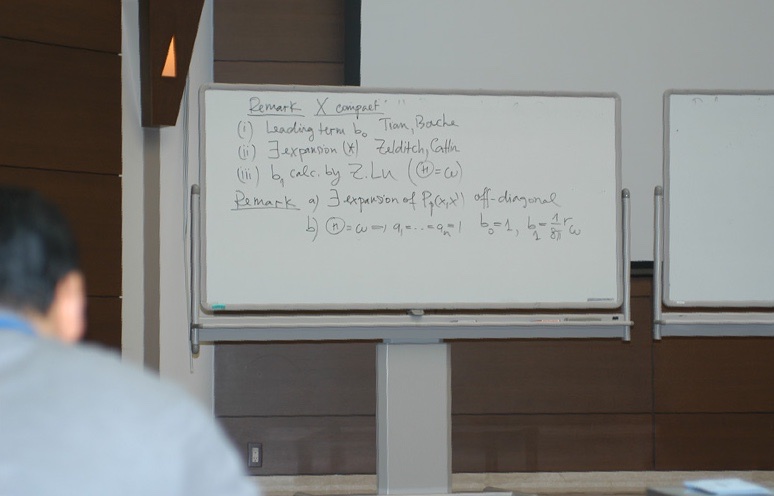 Remark X compact
(i) Leading term b₀ Tian, Bouche
(ii) ∃ expansion (*) Zelditch, Catlin
(iii) b₁ calc. by Z. Lu (Ⓗ = ω)
Remark a) ∃ expansion of Pₚ(x,x') off-diagonal
b) Ⓗ = ω ⟹ a₁ = ... = aₙ = 1 b₀ = 1, b₁ = 1/8π r_ω